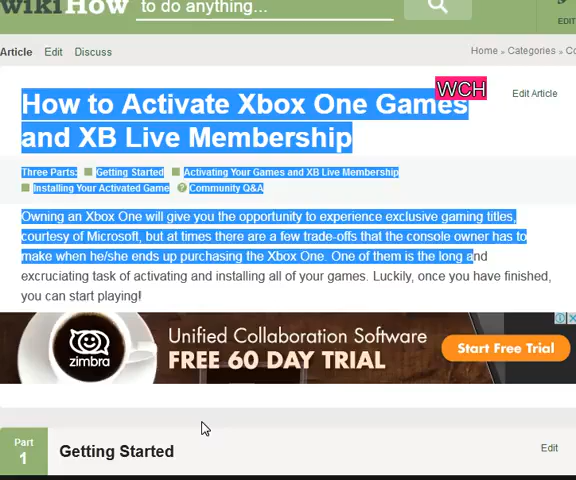 wikiHow to do anything...
EDIT
Article Edit Discuss
Home » Categories » Co
WCH
How to Activate Xbox One Games
and XB Live Membership
Edit Article
Three Parts: Getting Started Activating Your Games and XB Live Membership
Installing Your Activated Game Community Q&A
Owning an Xbox One will give you the opportunity to experience exclusive gaming titles,
courtesy of Microsoft, but at times there are a few trade-offs that the console owner has to
make when he/she ends up purchasing the Xbox One. One of them is the long and
excruciating task of activating and installing all of your games. Luckily, once you have finished,
you can start playing!
zimbra
Unified Collaboration Software
FREE 60 DAY TRIAL
Start Free Trial
Part
1
Getting Started
Edit